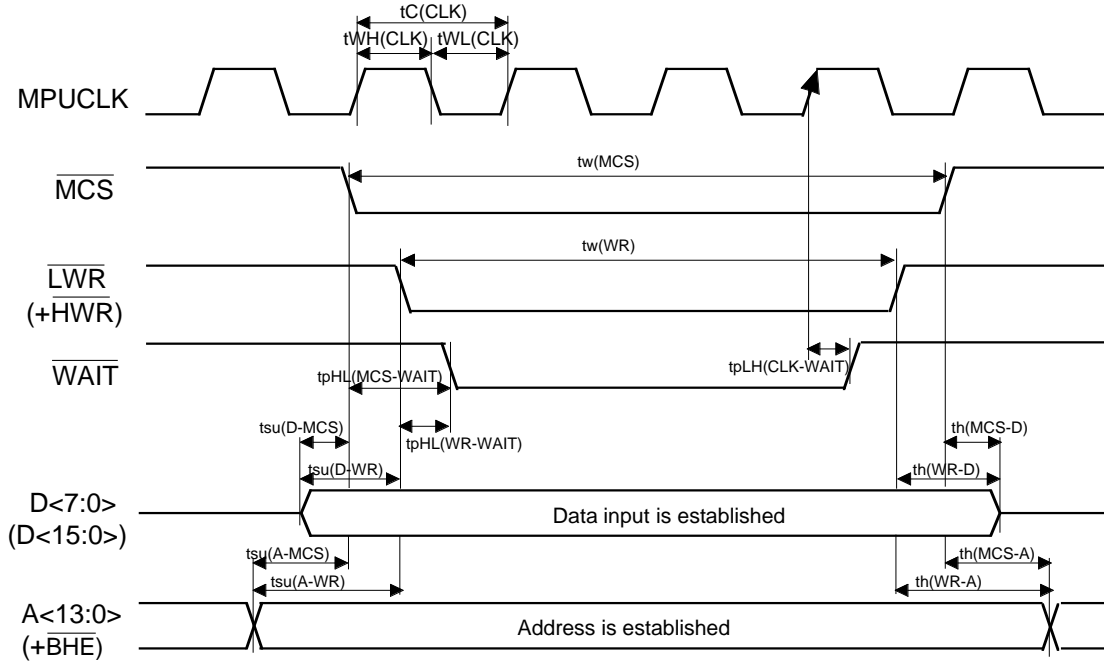 tC(CLK)
tWH(CLK) tWL(CLK)
MPUCLK
tw(MCS)
MCS
tw(WR)
LWR
(+HWR)
WAIT
tpHL(MCS-WAIT)
tpLH(CLK-WAIT)
tsu(D-MCS)
tpHL(WR-WAIT)
th(MCS-D)
tsu(D-WR)
th(WR-D)
D<7:0>
(D<15:0>)
Data input is established
tsu(A-MCS)
th(MCS-A)
tsu(A-WR)
th(WR-A)
A<13:0>
(+BHE)
Address is established